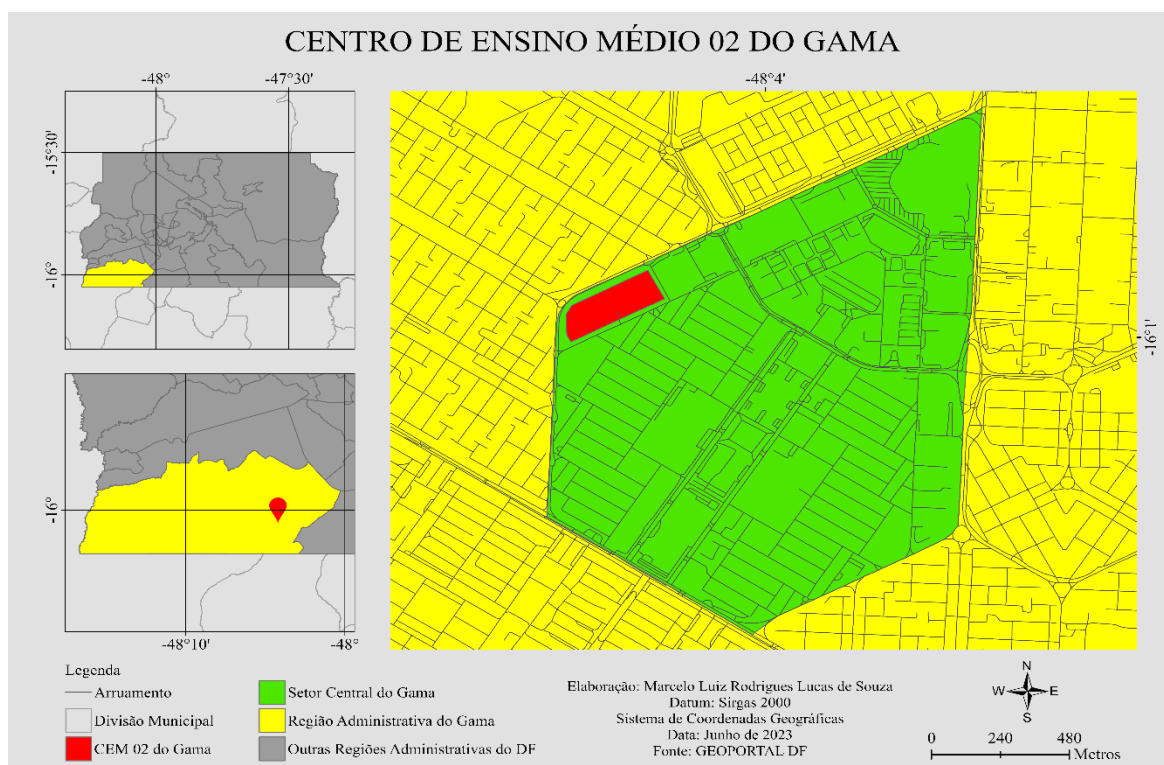 CENTRO DE ENSINO MÉDIO 02 DO GAMA
-48°
-47°30'
-15°30'
-16°
-16°
-48°10'
-48°
-48°4'
-16°1'
Legenda
Arruamento
Divisão Municipal
CEM 02 do Gama
Setor Central do Gama
Região Administrativa do Gama
Outras Regiões Administrativas do DF
Elaboração: Marcelo Luiz Rodrigues Lucas de Souza
Datum: Sirgas 2000
Sistema de Coordenadas Geográficas
Data: Junho de 2023
Fonte: GEOPORTAL DF
N
W E
S
0 240 480
Metros